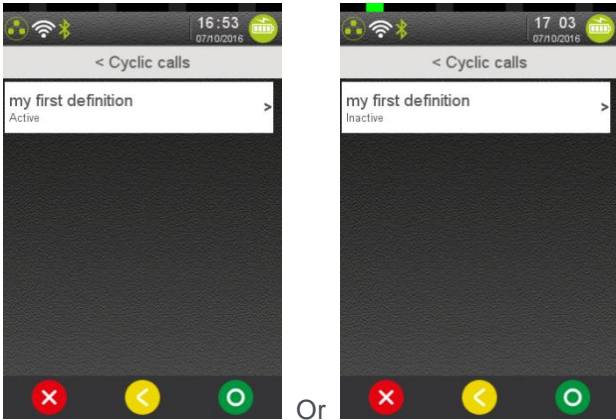 16:53
07/10/2016
< Cyclic calls
my first definition
Active
>
Or
17 03
07/10/2016
< Cyclic calls
my first definition
Inactive
>